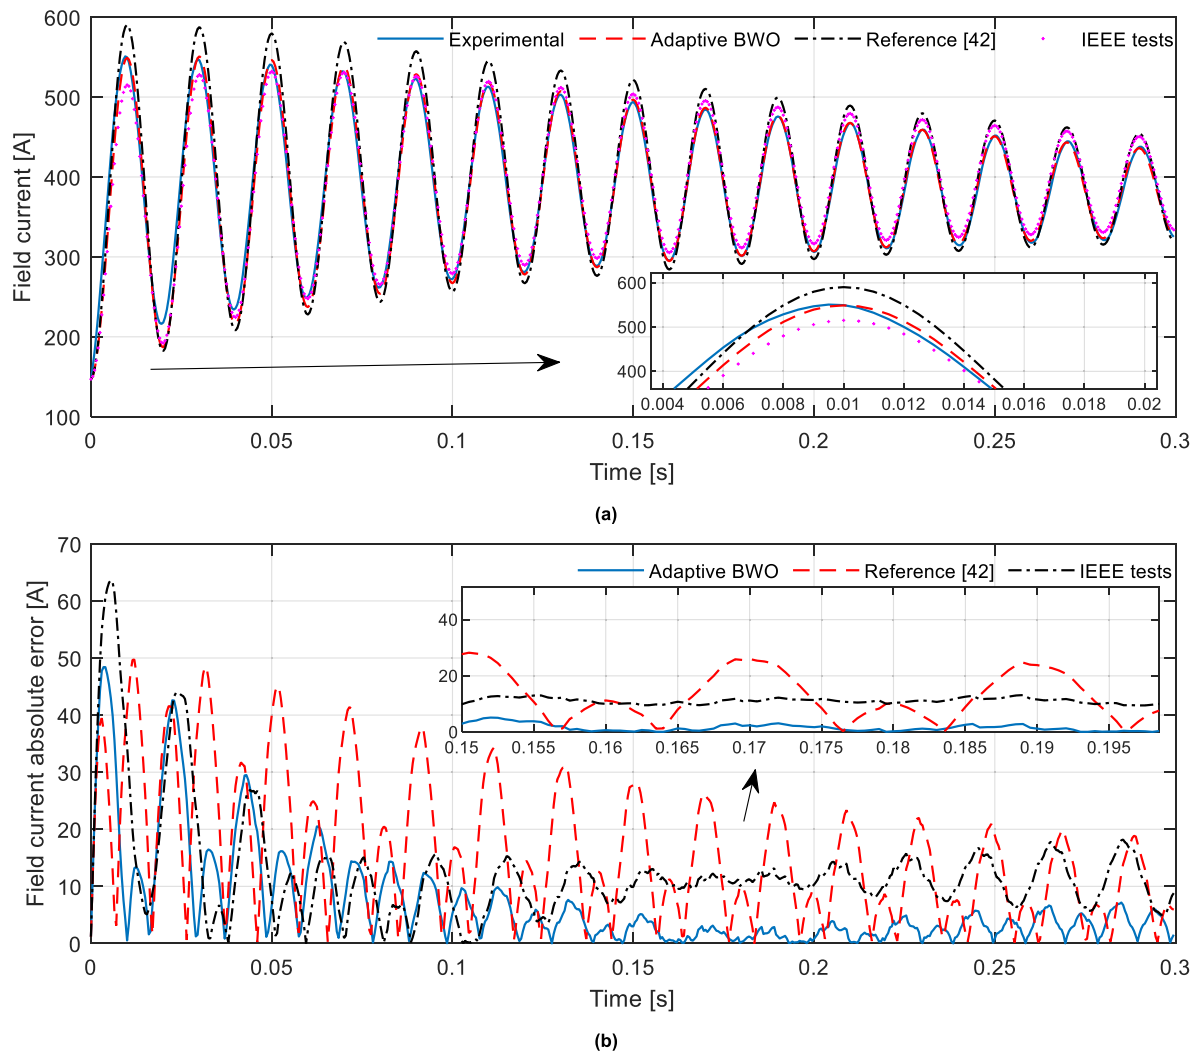 600
500
400
300
200
100
Field current [A]
Experimental
Adaptive BWO
Reference [42]
IEEE tests
600
500
400
0.004 0.006 0.008 0.01 0.012 0.014 0.016 0.018 0.02
0 0.05 0.1 0.15 0.2 0.25 0.3
Time [s]
(a)
70
60
50
40
30
20
10
0
Field current absolute error [A]
Adaptive BWO
Reference [42]
IEEE tests
40
20
0
0.15 0.155 0.16 0.165 0.17 0.175 0.18 0.185 0.19 0.195
0 0.05 0.1 0.15 0.2 0.25 0.3
Time [s]
(b)